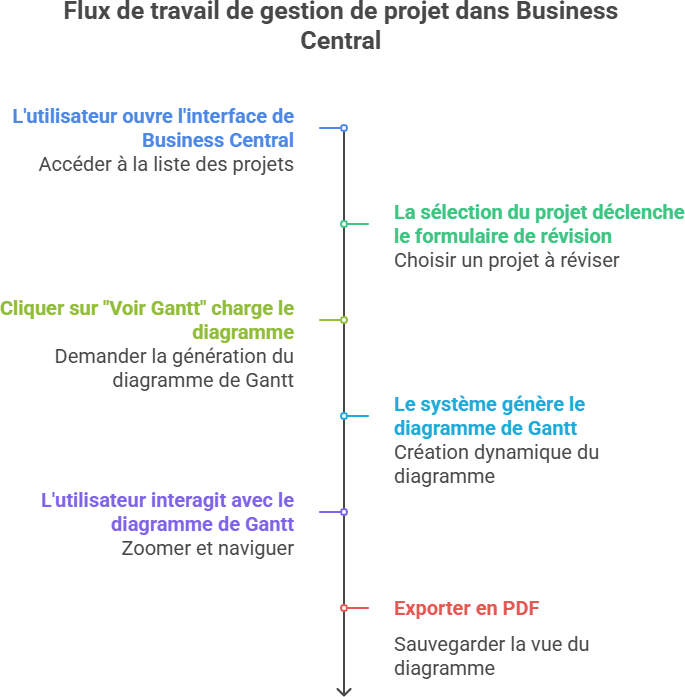 Flux de travail de gestion de projet dans Business
Central
L'utilisateur ouvre l'interface de
Business Central
Accéder à la liste des projets
La sélection du projet déclenche
le formulaire de révision
Choisir un projet à réviser
Cliquer sur "Voir Gantt" charge le
diagramme
Demander la génération du
diagramme de Gantt
Le système génère le
diagramme de Gantt
Création dynamique du
diagramme
L'utilisateur interagit avec le
diagramme de Gantt
Zoomer et naviguer
Exporter en PDF
Sauvegarder la vue du
diagramme